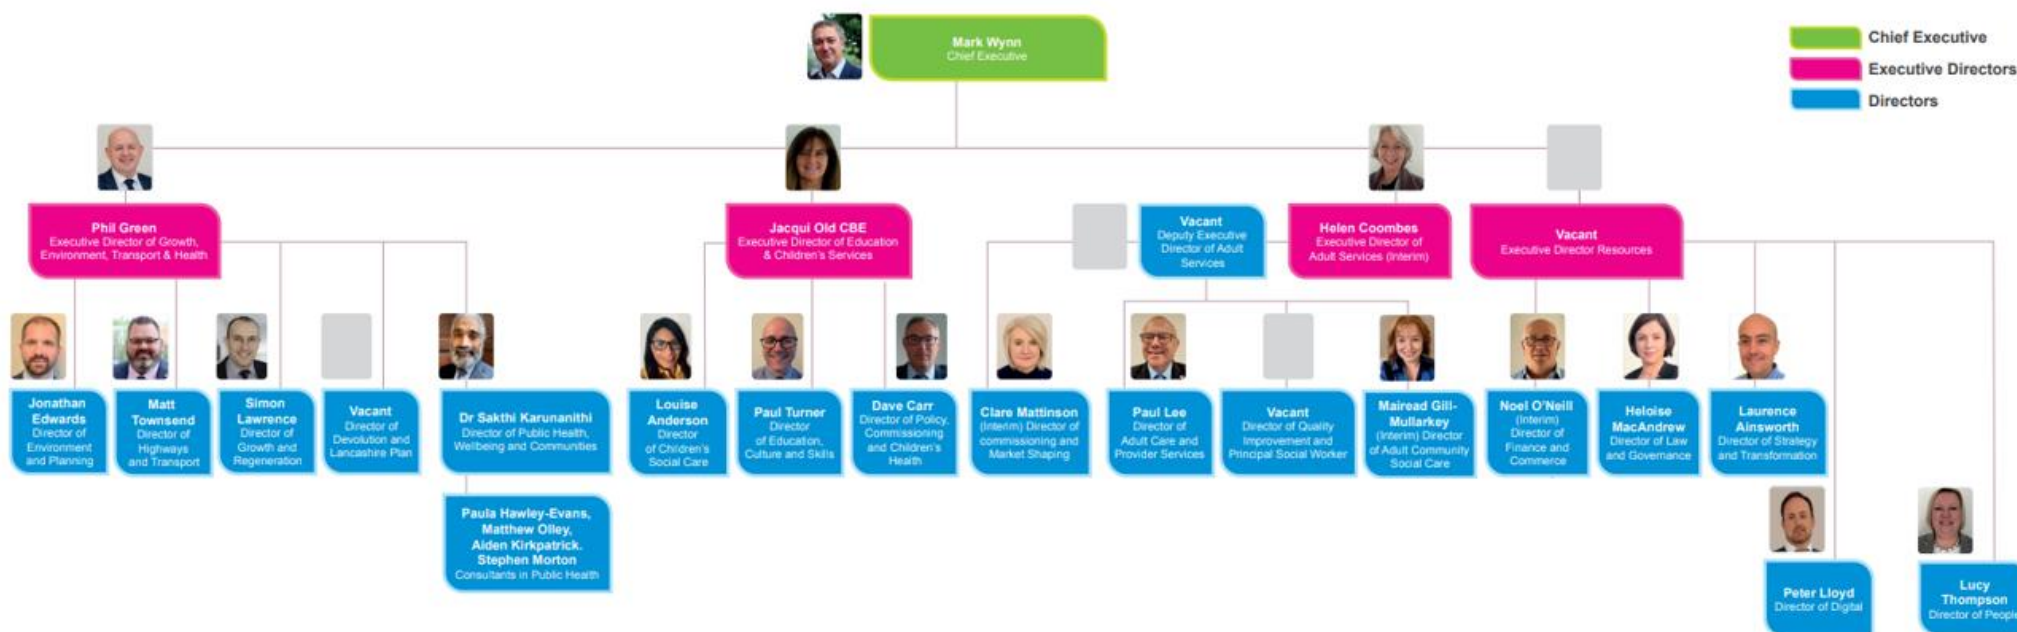 Mark Wynn
Chief Executive
Chief Executive
Executive Directors
Directors
Phil Green
Executive Director of Growth,
Environment, Transport & Health
Jacqui Old CBE
Executive Director of Education
& Children's Services
Vacant
Deputy Executive
Director of Adult
Services
Helen Coombes
Executive Director of
Adult Services (Interim)
Vacant
Executive Director Resources
Jonathan
Edwards
Director of
Environment
and Planning
Matt
Townsend
Director of
Highways
and Transport
Simon
Lawrence
Director of
Growth and
Regeneration
Vacant
Director of
Devolution and
Lancashire Plan
Dr Sakthi Karunanithi
Director of Public Health,
Wellbeing and Communities
Louise
Anderson
Director
of Children's
Social Care
Paul Turner
Director
of Education,
Culture and Skills
Dave Carr
Director of Policy,
Commissioning
and Children's
Health
Clare Mattinson
(Interim) Director of
commissioning and
Market Shaping
Paul Lee
Director of
Adult Care and
Provider Services
Vacant
Director of Quality
Improvement and
Principal Social Worker
Mairead Gill-
Mullarkey
(Interim) Director
of Adult Community
Social Care
Noel O'Neill
(Interim)
Director of
Finance and
Commerce
Heloise
MacAndrew
Director of Law
and Governance
Laurence
Ainsworth
Director of Strategy
and Transformation
Paula Hawley-Evans,
Matthew Olley,
Aiden Kirkpatrick.
Stephen Morton
Consultants in Public Health
Peter Lloyd
Director of Digital
Lucy
Thompson
Director of People